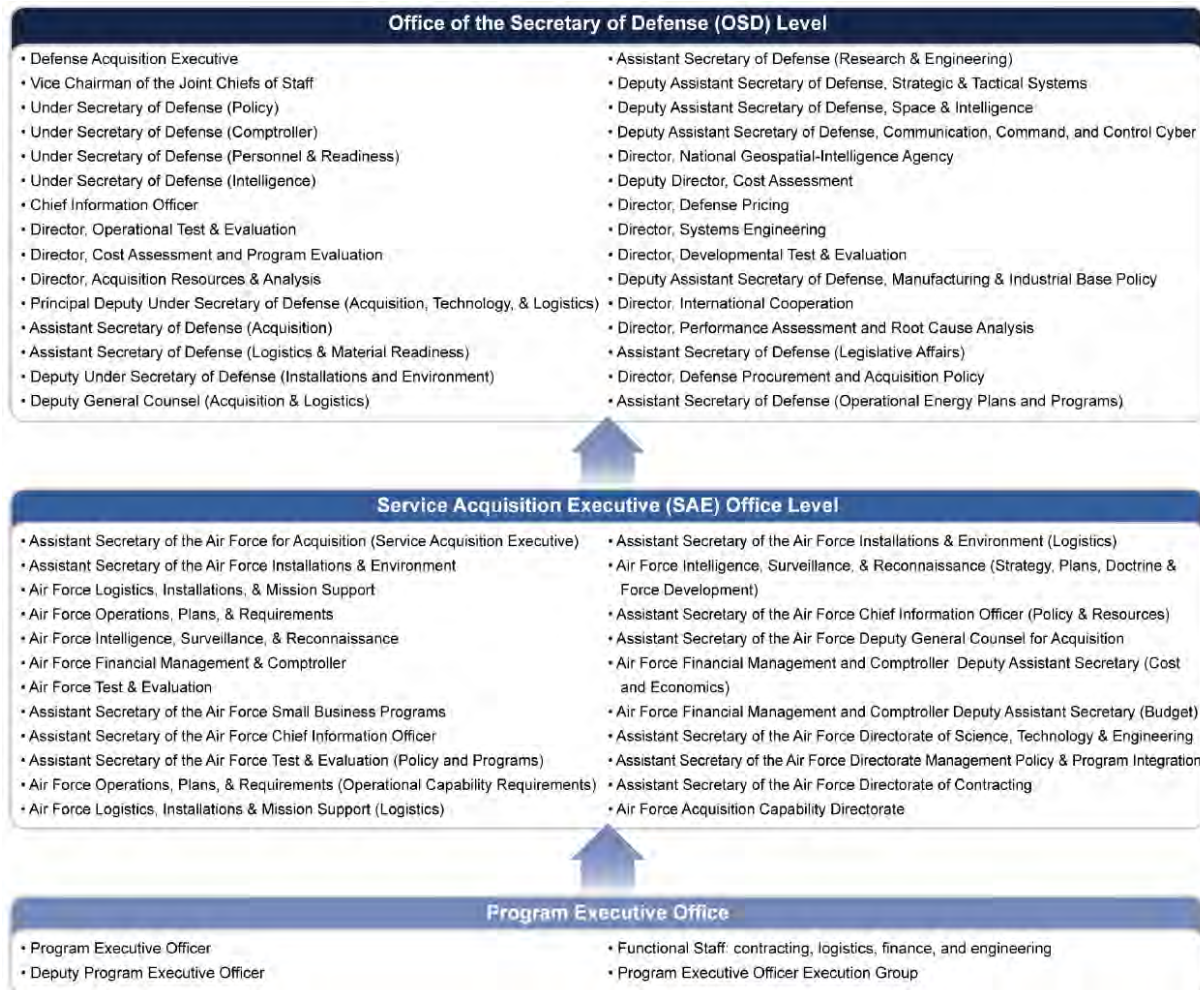 Office of the Secretary of Defense (OSD) Level
• Defense Acquisition Executive
• Vice Chairman of the Joint Chiefs of Staff
• Under Secretary of Defense (Policy)
• Under Secretary of Defense (Comptroller)
• Under Secretary of Defense (Personnel & Readiness)
• Under Secretary of Defense (Intelligence)
• Chief Information Officer
• Director, Operational Test & Evaluation
• Director, Cost Assessment and Program Evaluation
• Director, Acquisition Resources & Analysis
• Principal Deputy Under Secretary of Defense (Acquisition, Technology, & Logistics)
• Assistant Secretary of Defense (Acquisition)
• Assistant Secretary of Defense (Logistics & Material Readiness)
• Deputy Under Secretary of Defense (Installations and Environment)
• Deputy General Counsel (Acquisition & Logistics)
• Assistant Secretary of Defense (Research & Engineering)
• Deputy Assistant Secretary of Defense, Strategic & Tactical Systems
• Deputy Assistant Secretary of Defense, Space & Intelligence
• Deputy Assistant Secretary of Defense, Communication, Command, and Control Cyber
• Director, National Geospatial-Intelligence Agency
• Deputy Director, Cost Assessment
• Director, Defense Pricing
• Director, Systems Engineering
• Director, Developmental Test & Evaluation
• Deputy Assistant Secretary of Defense, Manufacturing & Industrial Base Policy
• Director, International Cooperation
• Director, Performance Assessment and Root Cause Analysis
• Assistant Secretary of Defense (Legislative Affairs)
• Director, Defense Procurement and Acquisition Policy
• Assistant Secretary of Defense (Operational Energy Plans and Programs)
Service Acquisition Executive (SAE) Office Level
• Assistant Secretary of the Air Force for Acquisition (Service Acquisition Executive)
• Assistant Secretary of the Air Force Installations & Environment
• Air Force Logistics, Installations, & Mission Support
• Air Force Operations, Plans, & Requirements
• Air Force Intelligence, Surveillance, & Reconnaissance
• Air Force Financial Management & Comptroller
• Air Force Test & Evaluation
• Assistant Secretary of the Air Force Small Business Programs
• Assistant Secretary of the Air Force Chief Information Officer
• Assistant Secretary of the Air Force Test & Evaluation (Policy and Programs)
• Air Force Operations, Plans, & Requirements (Operational Capability Requirements)
• Air Force Logistics, Installations & Mission Support (Logistics)
• Assistant Secretary of the Air Force Installations & Environment (Logistics)
• Air Force Intelligence, Surveillance, & Reconnaissance (Strategy, Plans, Doctrine &
Force Development)
• Assistant Secretary of the Air Force Chief Information Officer (Policy & Resources)
• Assistant Secretary of the Air Force Deputy General Counsel for Acquisition
• Air Force Financial Management and Comptroller Deputy Assistant Secretary (Cost
and Economics)
• Air Force Financial Management and Comptroller Deputy Assistant Secretary (Budget)
• Assistant Secretary of the Air Force Directorate of Science, Technology & Engineering
• Assistant Secretary of the Air Force Directorate Management Policy & Program Integration
• Assistant Secretary of the Air Force Directorate of Contracting
• Air Force Acquisition Capability Directorate
Program Executive Office
• Program Executive Officer
• Deputy Program Executive Officer
• Functional Staff: contracting, logistics, finance, and engineering
• Program Executive Officer Execution Group